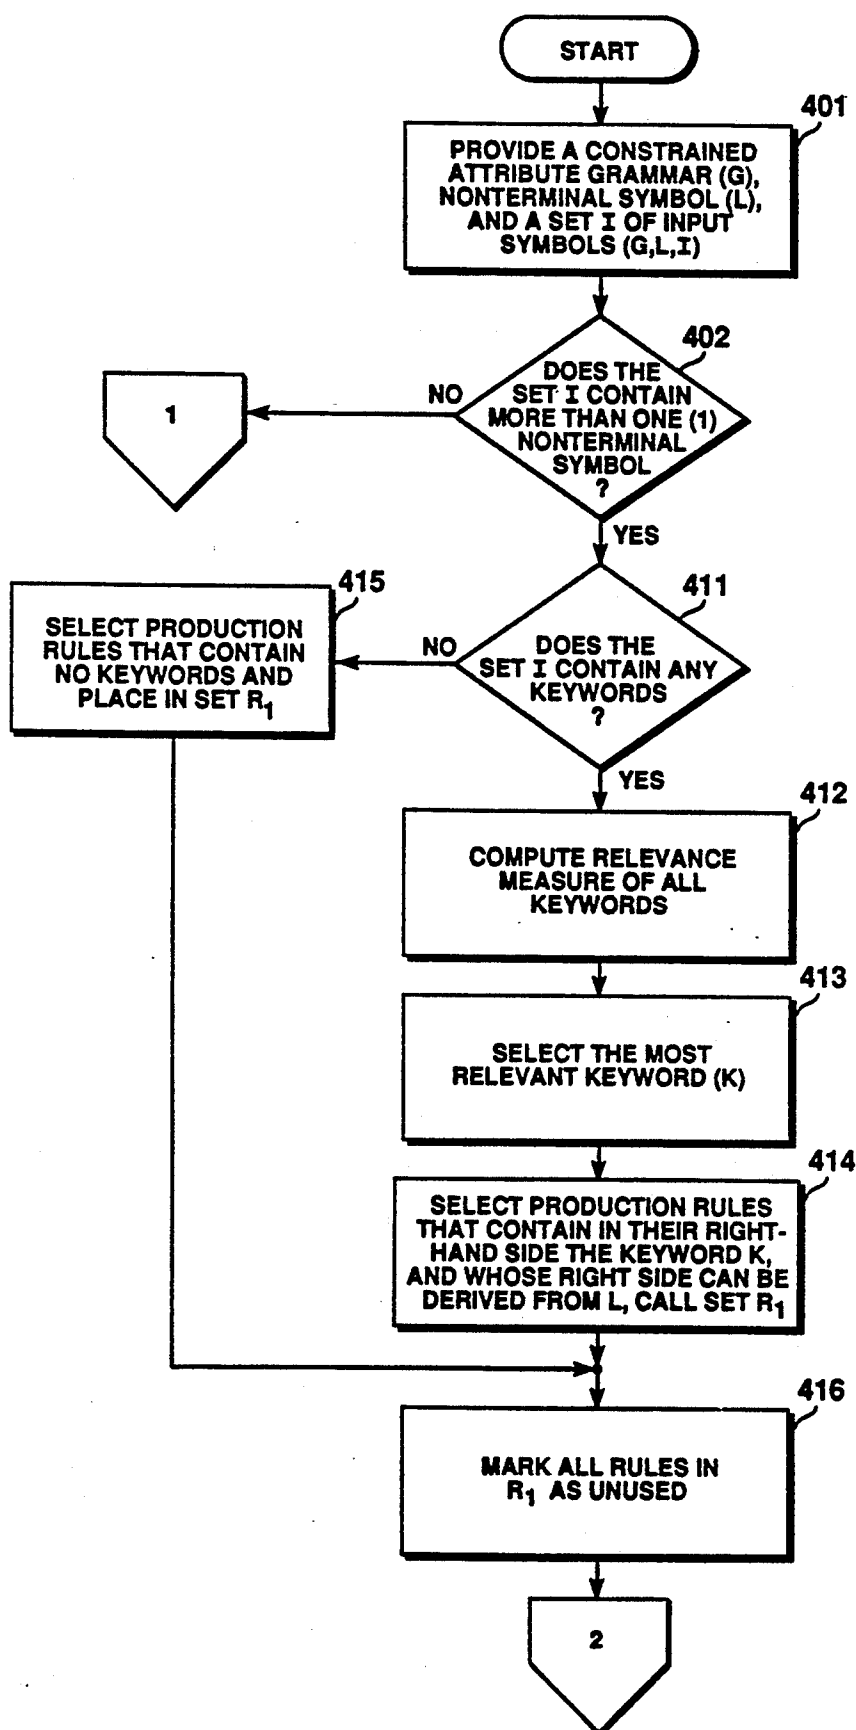 START
401
PROVIDE A CONSTRAINED
ATTRIBUTE GRAMMAR (G),
NONTERMINAL SYMBOL (L),
AND A SET I OF INPUT
SYMBOLS (G,L,I)
402
DOES THE
SET I CONTAIN
MORE THAN ONE (1)
NONTERMINAL
SYMBOL
?
NO
1
YES
411
DOES THE
SET I CONTAIN ANY
KEYWORDS
?
NO
415
SELECT PRODUCTION
RULES THAT CONTAIN
NO KEYWORDS AND
PLACE IN SET R1
YES
412
COMPUTE RELEVANCE
MEASURE OF ALL
KEYWORDS
413
SELECT THE MOST
RELEVANT KEYWORD (K)
414
SELECT PRODUCTION RULES
THAT CONTAIN IN THEIR RIGHT-
HAND SIDE THE KEYWORD K,
AND WHOSE RIGHT SIDE CAN BE
DERIVED FROM L, CALL SET R1
416
MARK ALL RULES IN
R1 AS UNUSED
2